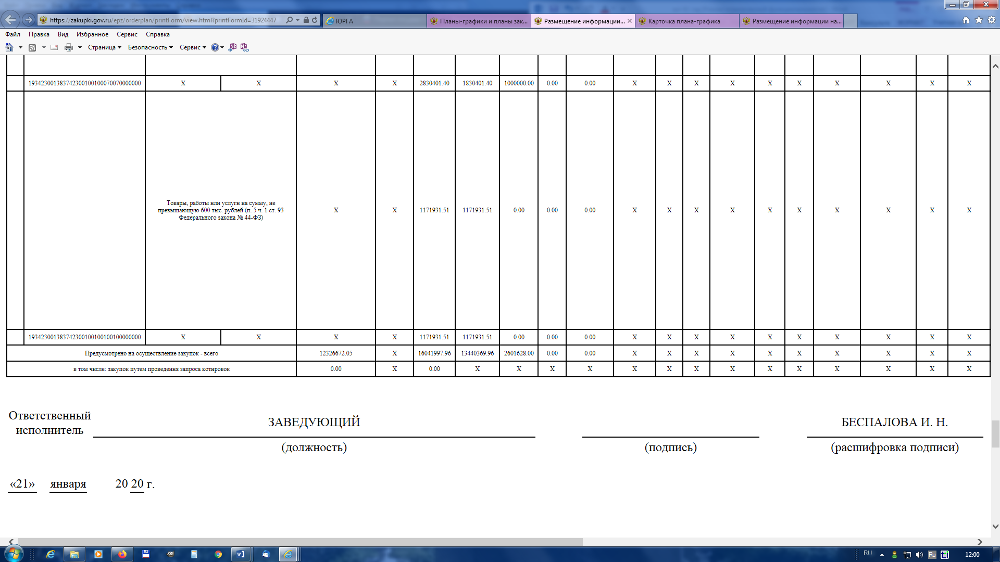 https://zakupki.gov.ru/epz/orderplan/printForm/view.html?printFormId=31924447
ЮРГА
Планы-графики и планы зак...
Размещение информации...
Карточка плана-графика
Размещение информации на...
Файл Правка Вид Избранное Сервис Справка
Страница Безопасность Сервис
193423001383742300100100070070000000 X X X X 2830401.40 1830401.40 1000000.00 0.00 0.00 X X X X X X X X X X
Товары, работы или услуги на сумму, не
превышающую 600 тыс. рублей (п. 5 ч. 1 ст. 93
Федерального закона № 44-ФЗ)
X X 1171931.51 1171931.51 0.00 0.00 0.00 X X X X X X X X X X
193423001383742300100100100100000000 X X X X 1171931.51 1171931.51 0.00 0.00 0.00 X X X X X X X X X X
Предусмотрено на осуществление закупок - всего 12326672.05 X 16041997.96 13440369.96 2601628.00 0.00 0.00 X X X X X X X X X X
в том числе: закупок путем проведения запроса котировок 0.00 X 0.00 X X X X X X X X X X X X X X
Ответственный
исполнитель
ЗАВЕДУЮЩИЙ
(должность)
(подпись)
БЕСПАЛОВА И. Н.
(расшифровка подписи)
«21» января 20 20 г.
RU
Ru
12:00